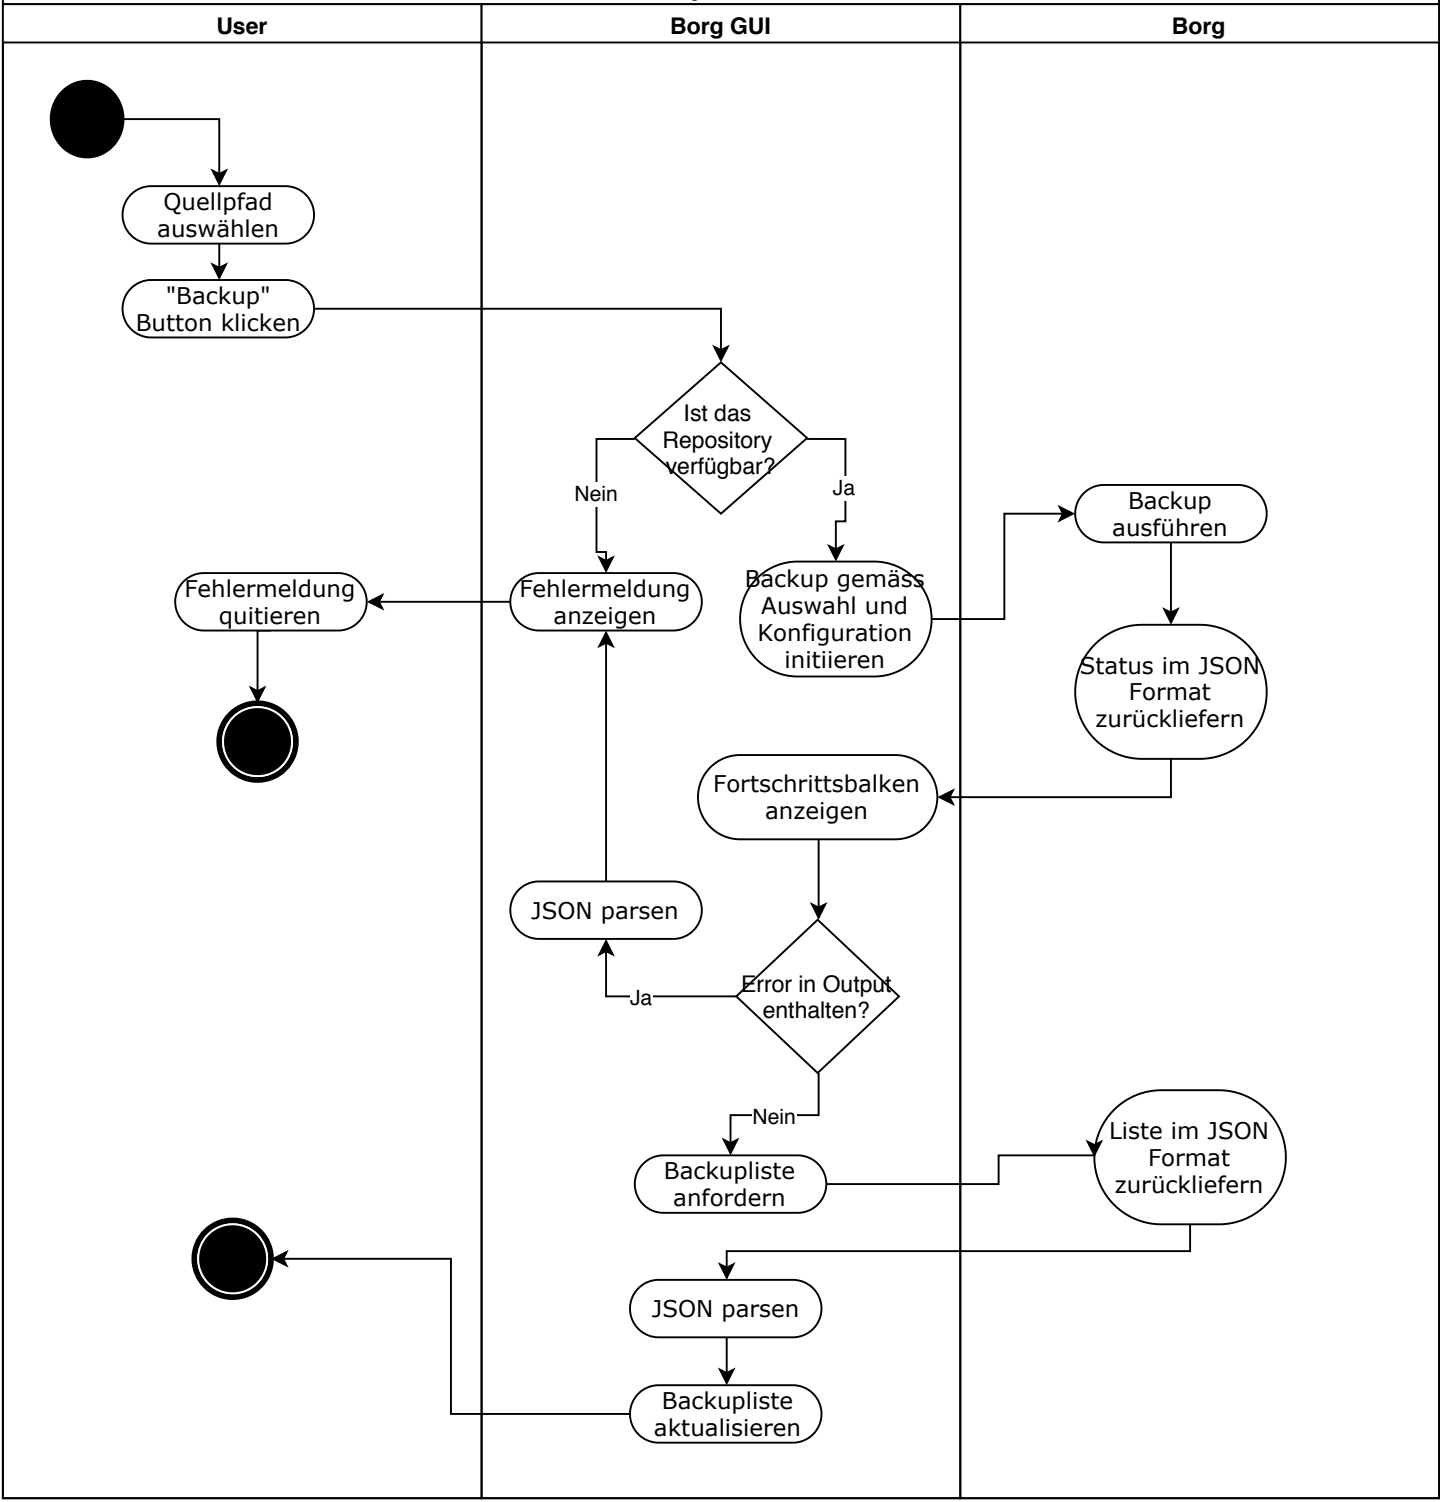 User
Borg GUI
Borg
Quellpfad
auswählen
"Backup"
Button klicken
Ist das
Repository
verfügbar?
Nein
Ja
Backup
ausführen
Fehlermeldung
quitieren
Fehlermeldung
anzeigen
Backup gemäss
Auswahl und
Konfiguration
initiieren
Status im JSON
Format
zurückliefern
Fortschrittsbalken
anzeigen
JSON parsen
Error in Output
enthalten?
Ja
Nein
Liste im JSON
Format
zurückliefern
Backupliste
anfordern
JSON parsen
Backupliste
aktualisieren